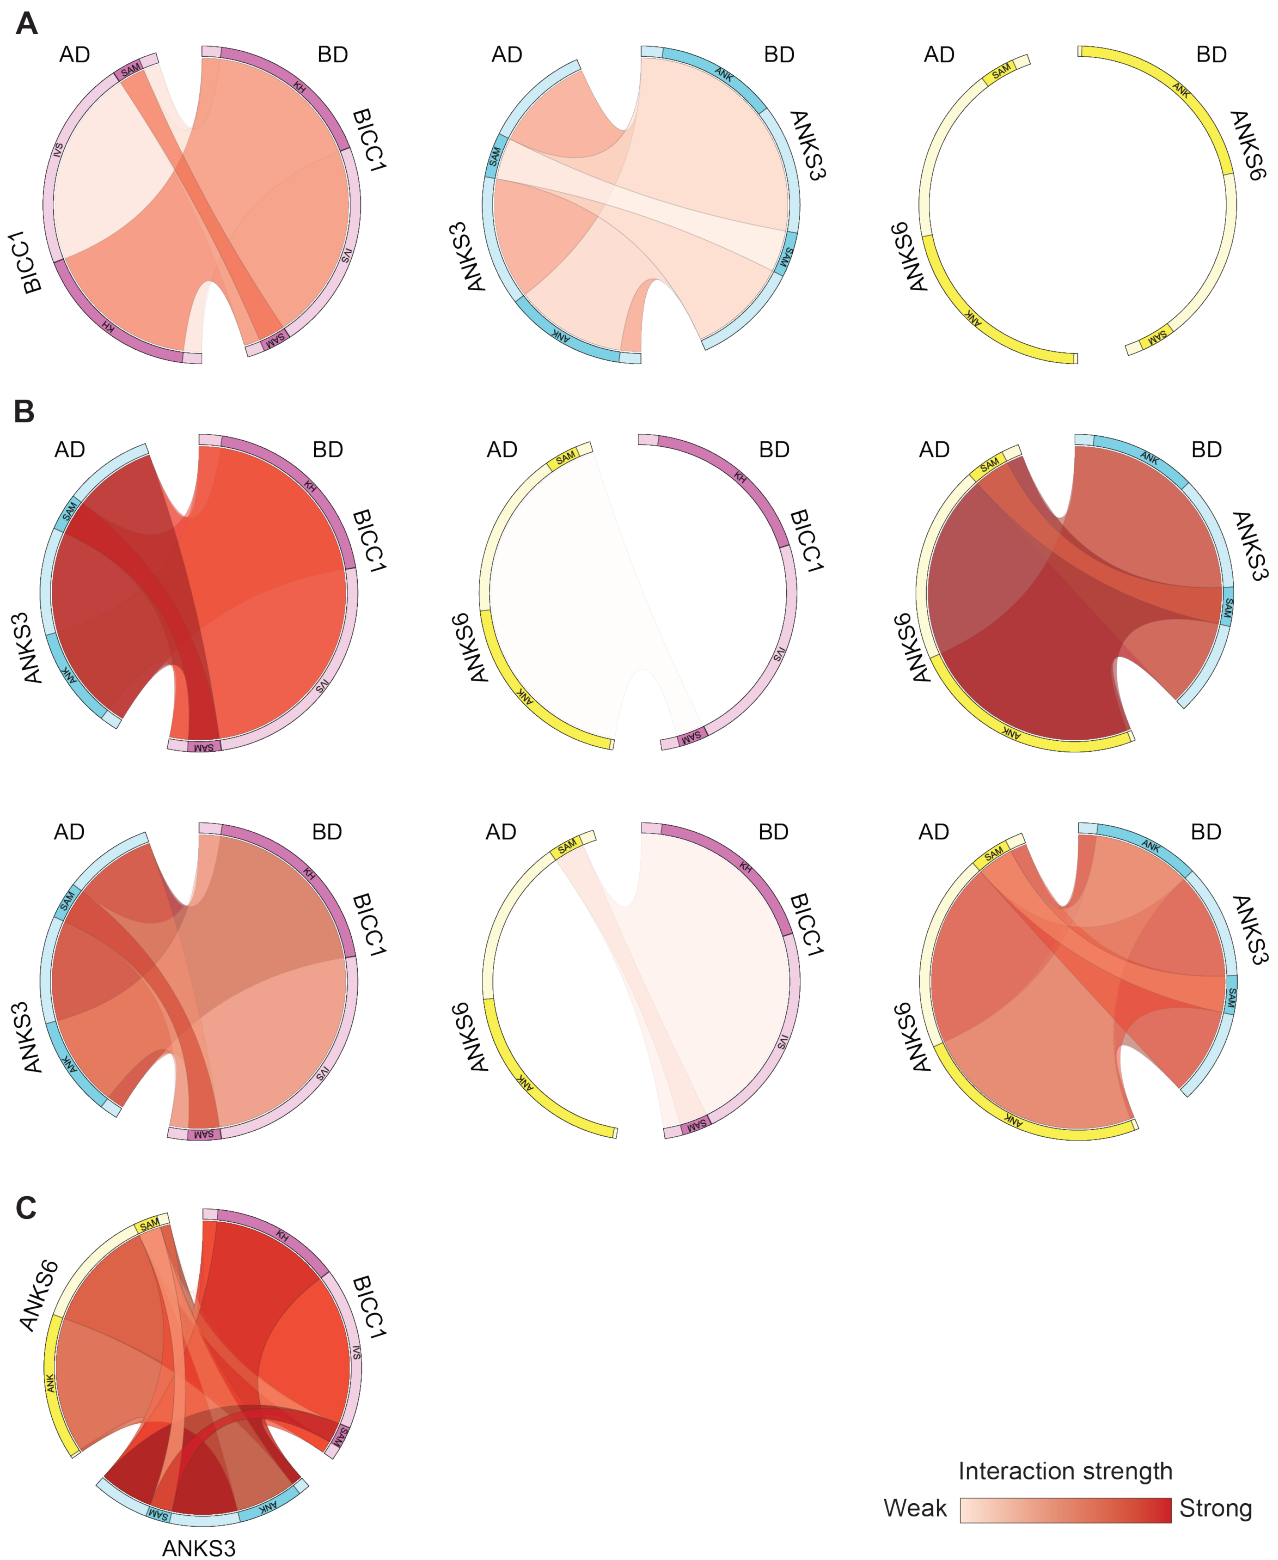 A
AD
BD
SAM
KH
IVS
BICC1
BICC1
IVS
KH
SAM
AD
BD
ANK
SAM
ANKS3
ANKS3
SAM
ANK
AD
BD
SAM
ANK
ANKS6
ANKS6
ANK
SAM
B
AD
BD
KH
SAM
BICC1
ANKS3
ANK
IVS
SAM
AD
BD
SAM
KH
BICC1
ANKS6
IVS
ANK
SAM
AD
BD
SAM
ANK
ANKS3
SAM
ANKS6
ANK
AD
BD
KH
SAM
BICC1
ANKS3
ANK
IVS
SAM
AD
BD
SAM
KH
BICC1
ANKS6
IVS
ANK
SAM
AD
BD
SAM
ANK
ANKS3
SAM
ANKS6
ANK
C
SAM
KH
ANKS6
BICC1
IVS
ANK
SAM
SAM
ANK
ANKS3
Interaction strength
Weak
Strong